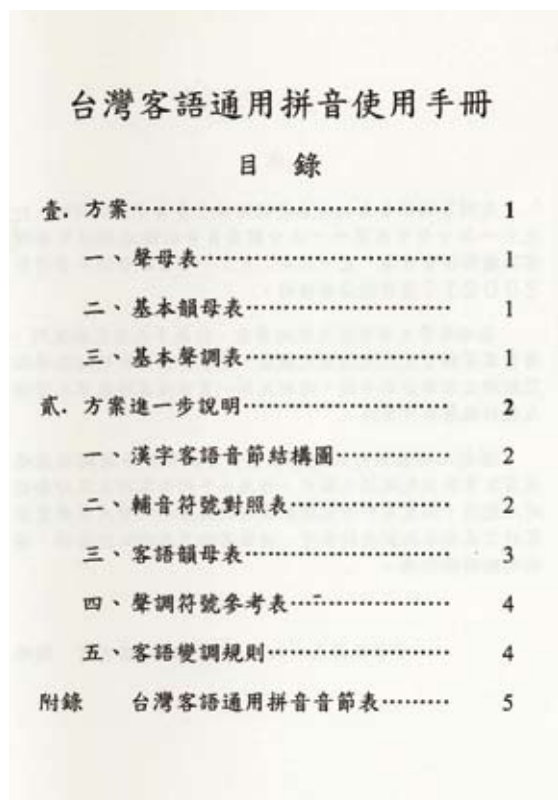 台灣客語通用拼音使用手冊
目 錄
壹．方案⋯⋯⋯⋯⋯⋯⋯⋯⋯⋯⋯⋯ 1
一、聲母表⋯⋯⋯⋯⋯⋯⋯⋯⋯⋯ 1
二、基本韻母表⋯⋯⋯⋯⋯⋯⋯⋯ 1
三、基本聲調表⋯⋯⋯⋯⋯⋯⋯⋯ 1
貳．方案進一步說明⋯⋯⋯⋯⋯⋯⋯ 2
一、漢字客語音節結構圖⋯⋯⋯⋯ 2
二、輔音符號對照表⋯⋯⋯⋯⋯⋯ 2
三、客語韻母表⋯⋯⋯⋯⋯⋯⋯⋯ 3
四、聲調符號參考表⋯⋯⋯⋯⋯⋯ 4
五、客語變調規則⋯⋯⋯⋯⋯⋯⋯ 4
附錄 台灣客語通用拼音音節表⋯⋯⋯ 5